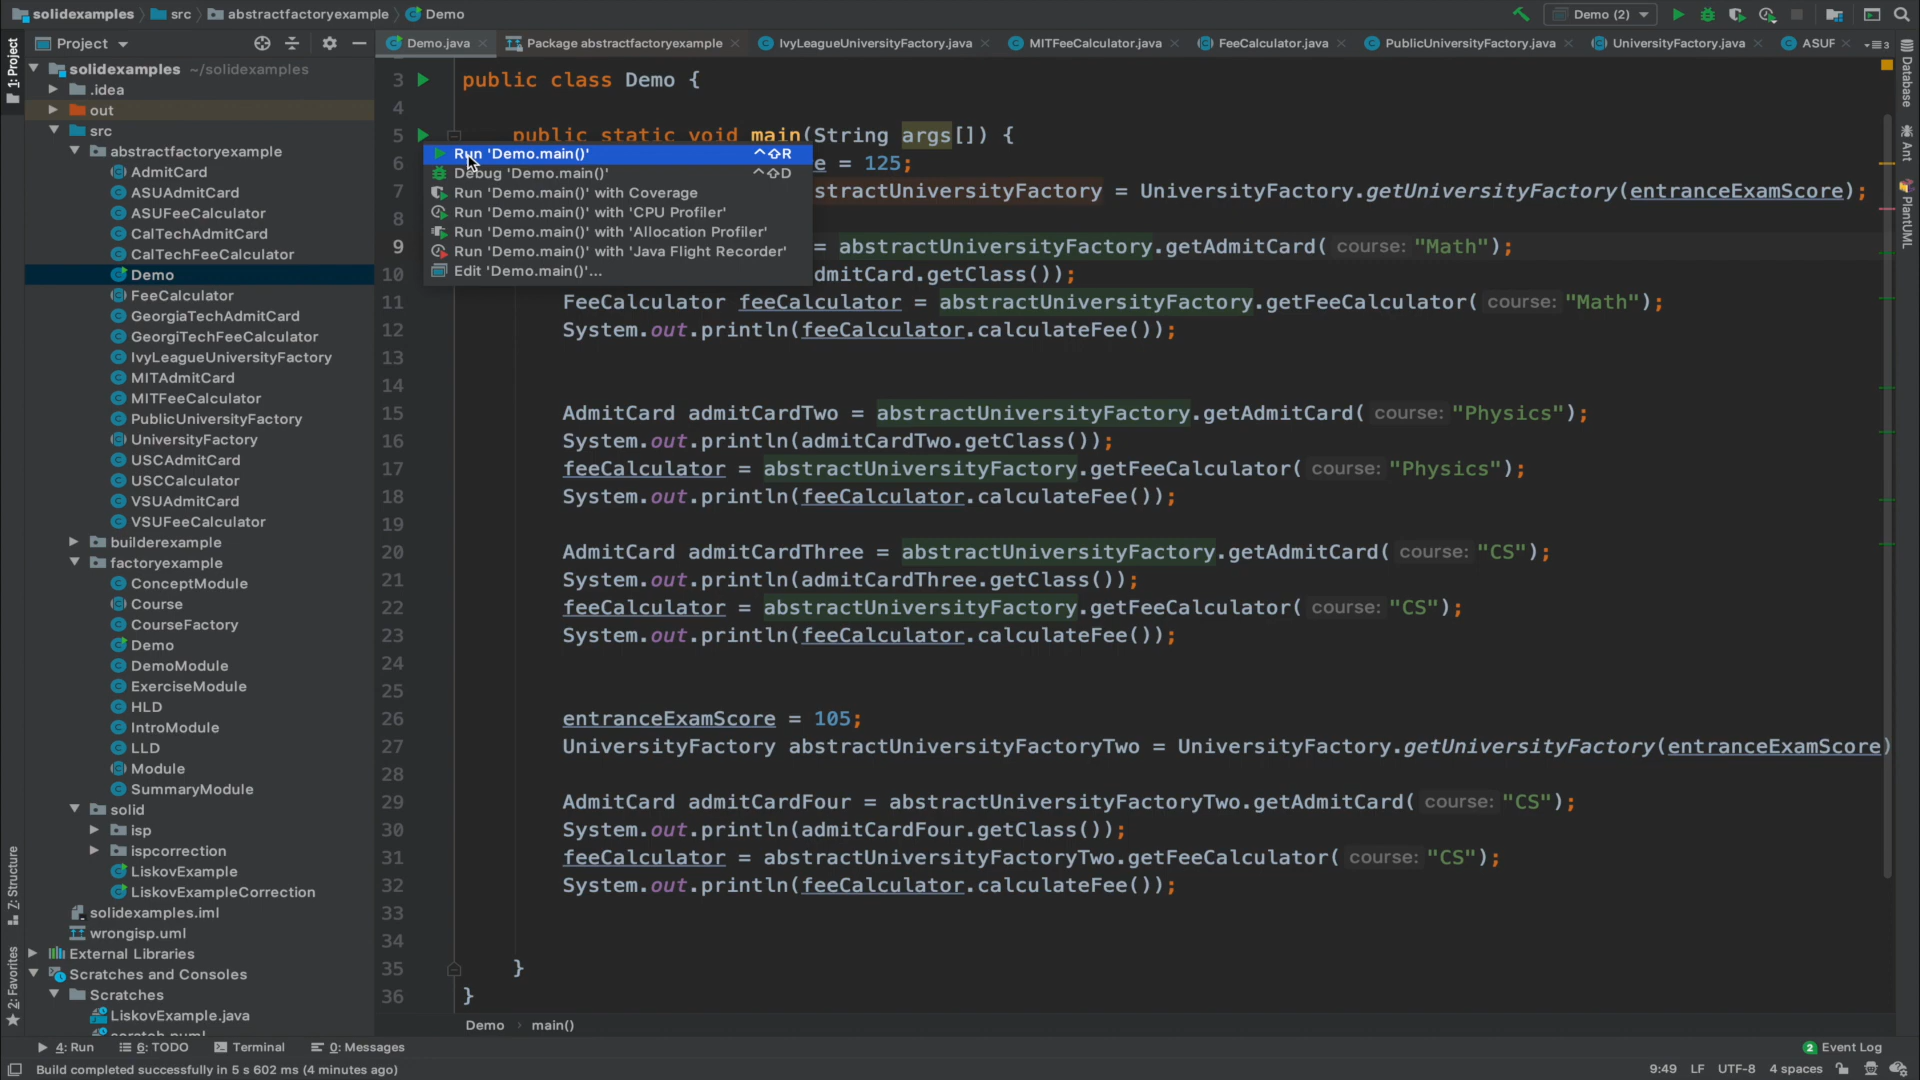 solidexamples src abstractfactoryexample Demo
Demo (2)
Project
Demo.java Package abstractfactoryexample IvyLeagueUniversityFactory.java MITFeeCalculator.java FeeCalculator.java PublicUniversityFactory.java UniversityFactory.java ASUF
1: Project
Z: Structure
2: Favorites
Database
Ant
PlantUML
solidexamples ~/solidexamples
.idea
out
src
abstractfactoryexample
AdmitCard
ASUAdmitCard
ASUFeeCalculator
CalTechAdmitCard
CalTechFeeCalculator
Demo
FeeCalculator
GeorgiaTechAdmitCard
GeorgiTechFeeCalculator
IvyLeagueUniversityFactory
MITAdmitCard
MITFeeCalculator
PublicUniversityFactory
UniversityFactory
USCAdmitCard
USCCalculator
VSUAdmitCard
VSUFeeCalculator
builderexample
factoryexample
ConceptModule
Course
CourseFactory
Demo
DemoModule
ExerciseModule
HLD
IntroModule
LLD
Module
SummaryModule
solid
isp
ispcorrection
LiskovExample
LiskovExampleCorrection
solidexamples.iml
wrongisp.uml
External Libraries
Scratches and Consoles
Scratches
LiskovExample.java
3 public class Demo {
4
5 public static void main(String args[]) {
6 e = 125;
7 stractUniversityFactory = UniversityFactory.getUniversityFactory(entranceExamScore);
8
9 = abstractUniversityFactory.getAdmitCard( course: "Math");
10 dmitCard.getClass());
11 FeeCalculator feeCalculator = abstractUniversityFactory.getFeeCalculator( course: "Math");
12 System.out.println(feeCalculator.calculateFee());
13
14
15 AdmitCard admitCardTwo = abstractUniversityFactory.getAdmitCard( course: "Physics");
16 System.out.println(admitCardTwo.getClass());
17 feeCalculator = abstractUniversityFactory.getFeeCalculator( course: "Physics");
18 System.out.println(feeCalculator.calculateFee());
19
20 AdmitCard admitCardThree = abstractUniversityFactory.getAdmitCard( course: "CS");
21 System.out.println(admitCardThree.getClass());
22 feeCalculator = abstractUniversityFactory.getFeeCalculator( course: "CS");
23 System.out.println(feeCalculator.calculateFee());
24
25
26 entranceExamScore = 105;
27 UniversityFactory abstractUniversityFactoryTwo = UniversityFactory.getUniversityFactory(entranceExamScore)
28
29 AdmitCard admitCardFour = abstractUniversityFactoryTwo.getAdmitCard( course: "CS");
30 System.out.println(admitCardFour.getClass());
31 feeCalculator = abstractUniversityFactoryTwo.getFeeCalculator( course: "CS");
32 System.out.println(feeCalculator.calculateFee());
33
34
35 }
36 }
Run 'Demo.main()' ^⇧R
Debug 'Demo.main()' ^⇧D
Run 'Demo.main()' with Coverage
Run 'Demo.main()' with 'CPU Profiler'
Run 'Demo.main()' with 'Allocation Profiler'
Run 'Demo.main()' with 'Java Flight Recorder'
Edit 'Demo.main()'...
Demo main()
4: Run 6: TODO Terminal 0: Messages 2 Event Log
Build completed successfully in 5 s 602 ms (4 minutes ago) 9:49 LF UTF-8 4 spaces